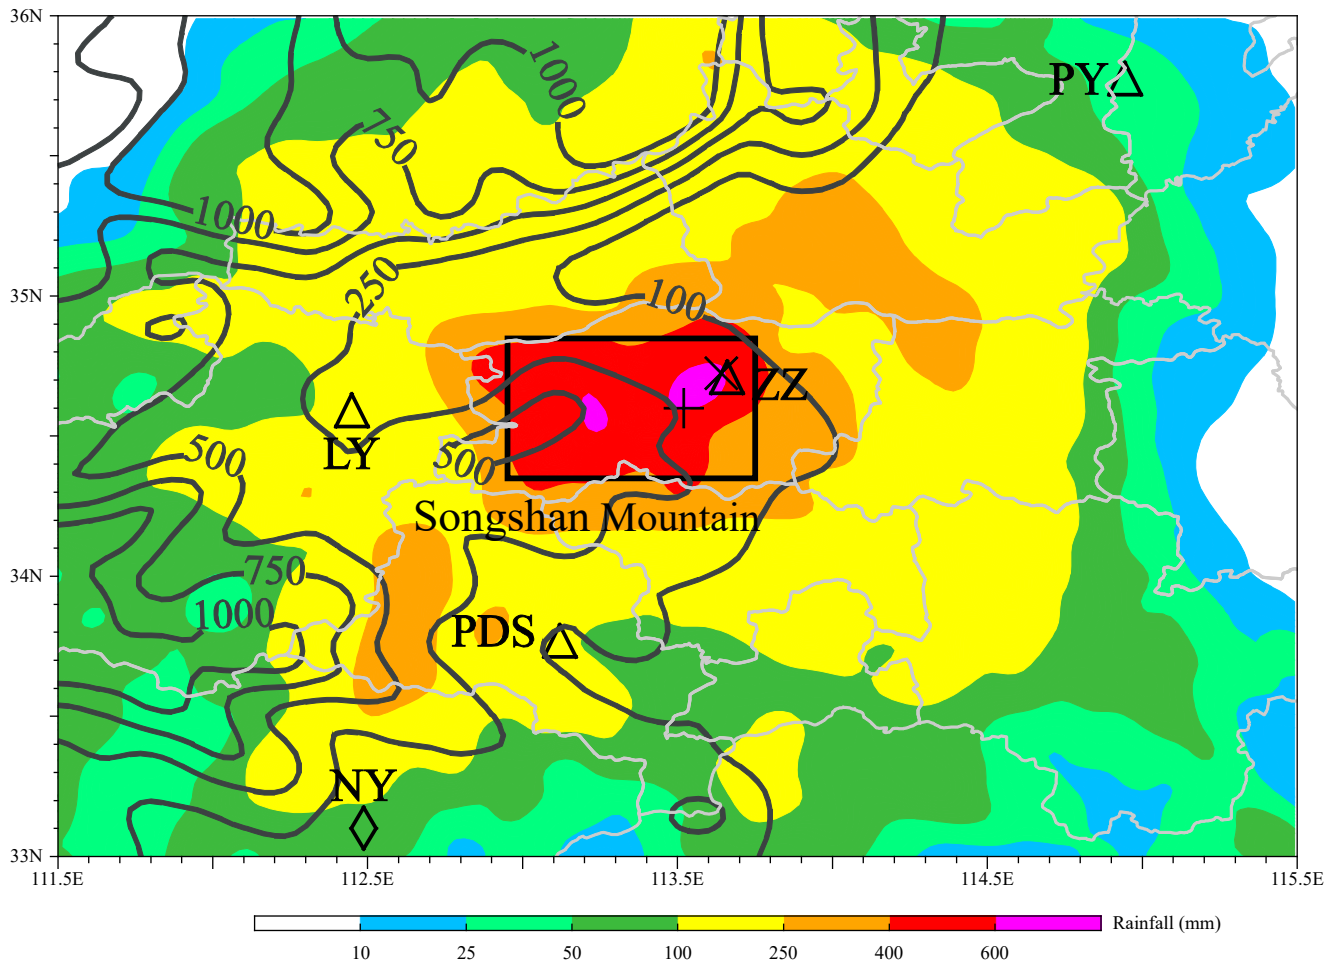 36N
1000
PY
750
1000
250
35N
100
ZZ
LY
500
500
Songshan Mountain
34N
750
1000
PDS
NY
33N
111.5E 112.5E 113.5E 114.5E 115.5E
Rainfall (mm)
10 25 50 100 250 400 600